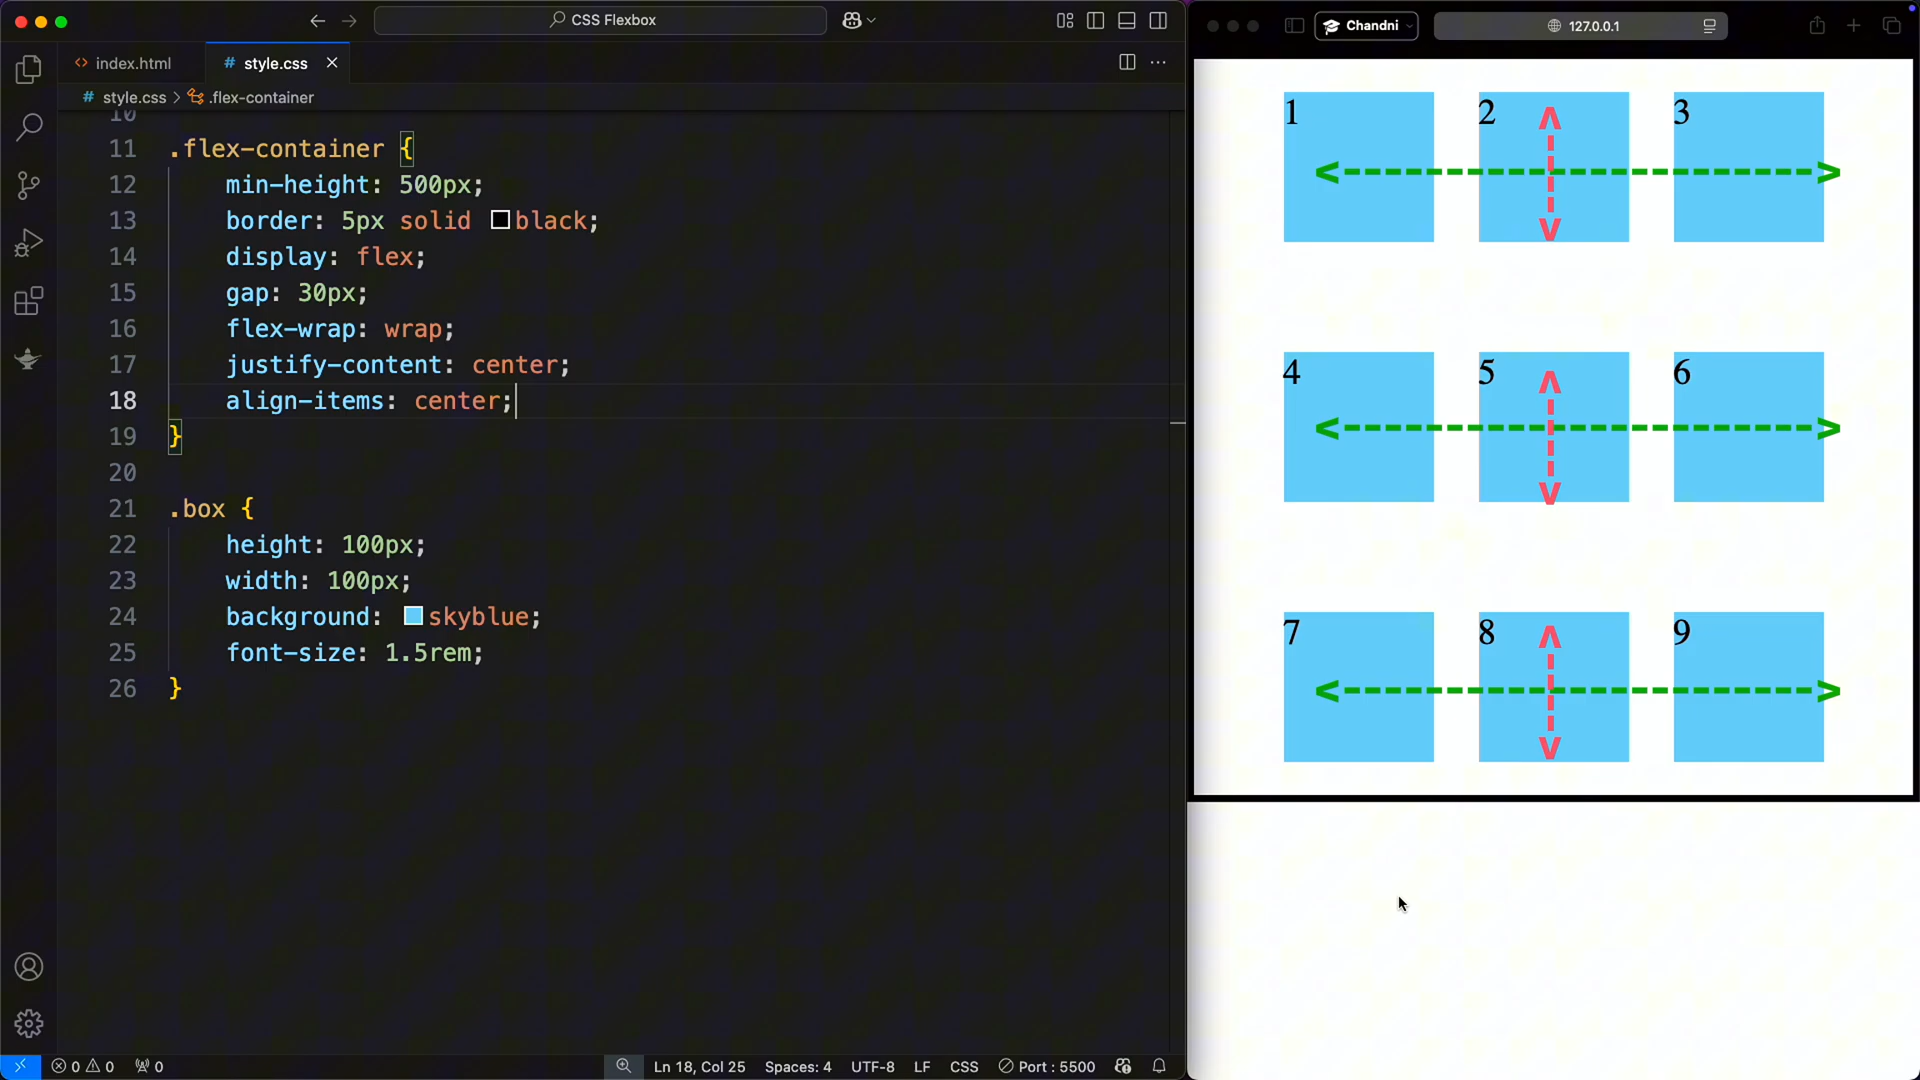 CSS Flexbox
index.html
# style.css
# style.css > .flex-container
10
11 .flex-container {
12 min-height: 500px;
13 border: 5px solid black;
14 display: flex;
15 gap: 30px;
16 flex-wrap: wrap;
17 justify-content: center;
18 align-items: center;
19 }
20
21 .box {
22 height: 100px;
23 width: 100px;
24 background: skyblue;
25 font-size: 1.5rem;
26 }
0 0 0 Ln 18, Col 25 Spaces: 4 UTF-8 LF CSS Port : 5500
Chandni 127.0.0.1
1 2 3
4 5 6
7 8 9